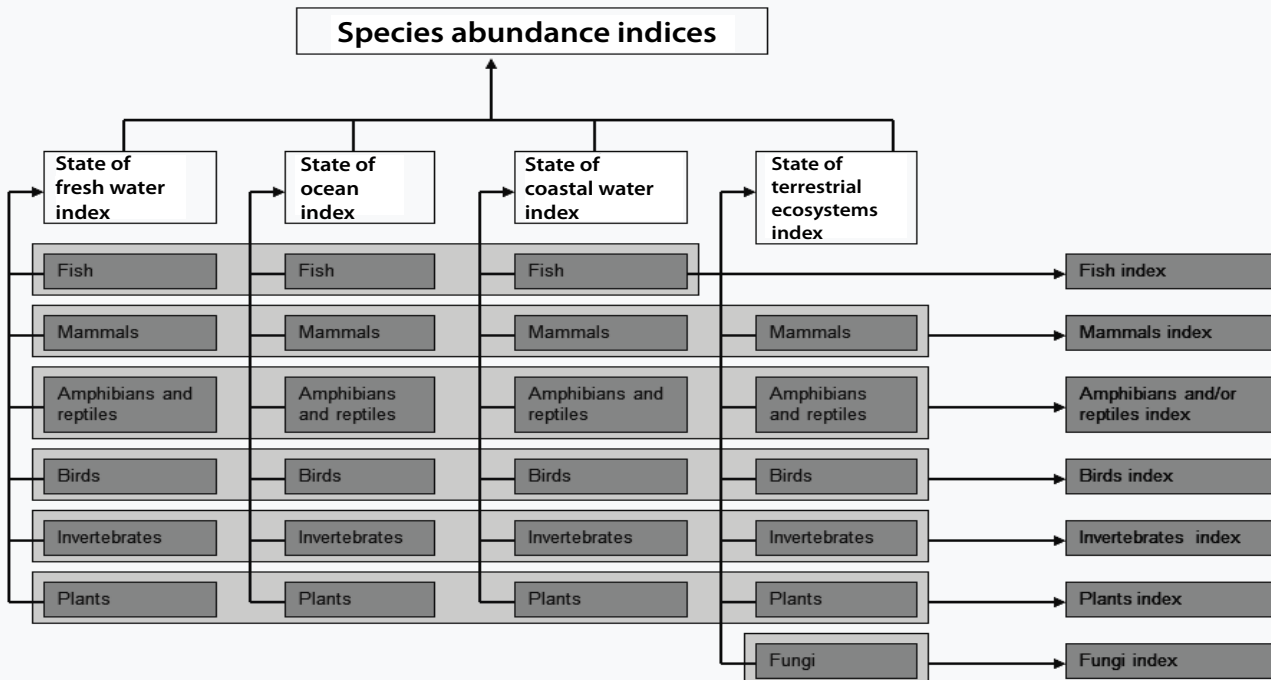 Species abundance indices
State of
fresh water
index
State of
ocean
index
State of
coastal water
index
State of
terrestrial
ecosystems
index
Fish
Fish
Fish
Fish index
Mammals
Mammals
Mammals
Mammals
Mammals index
Amphibians and
reptiles
Amphibians
and reptiles
Amphibians and
reptiles
Amphibians
and reptiles
Amphibians and/or
reptiles index
Birds
Birds
Birds
Birds
Birds index
Invertebrates
Invertebrates
Invertebrates
Invertebrates
Invertebrates index
Plants
Plants
Plants
Plants
Plants index
Fungi
Fungi index